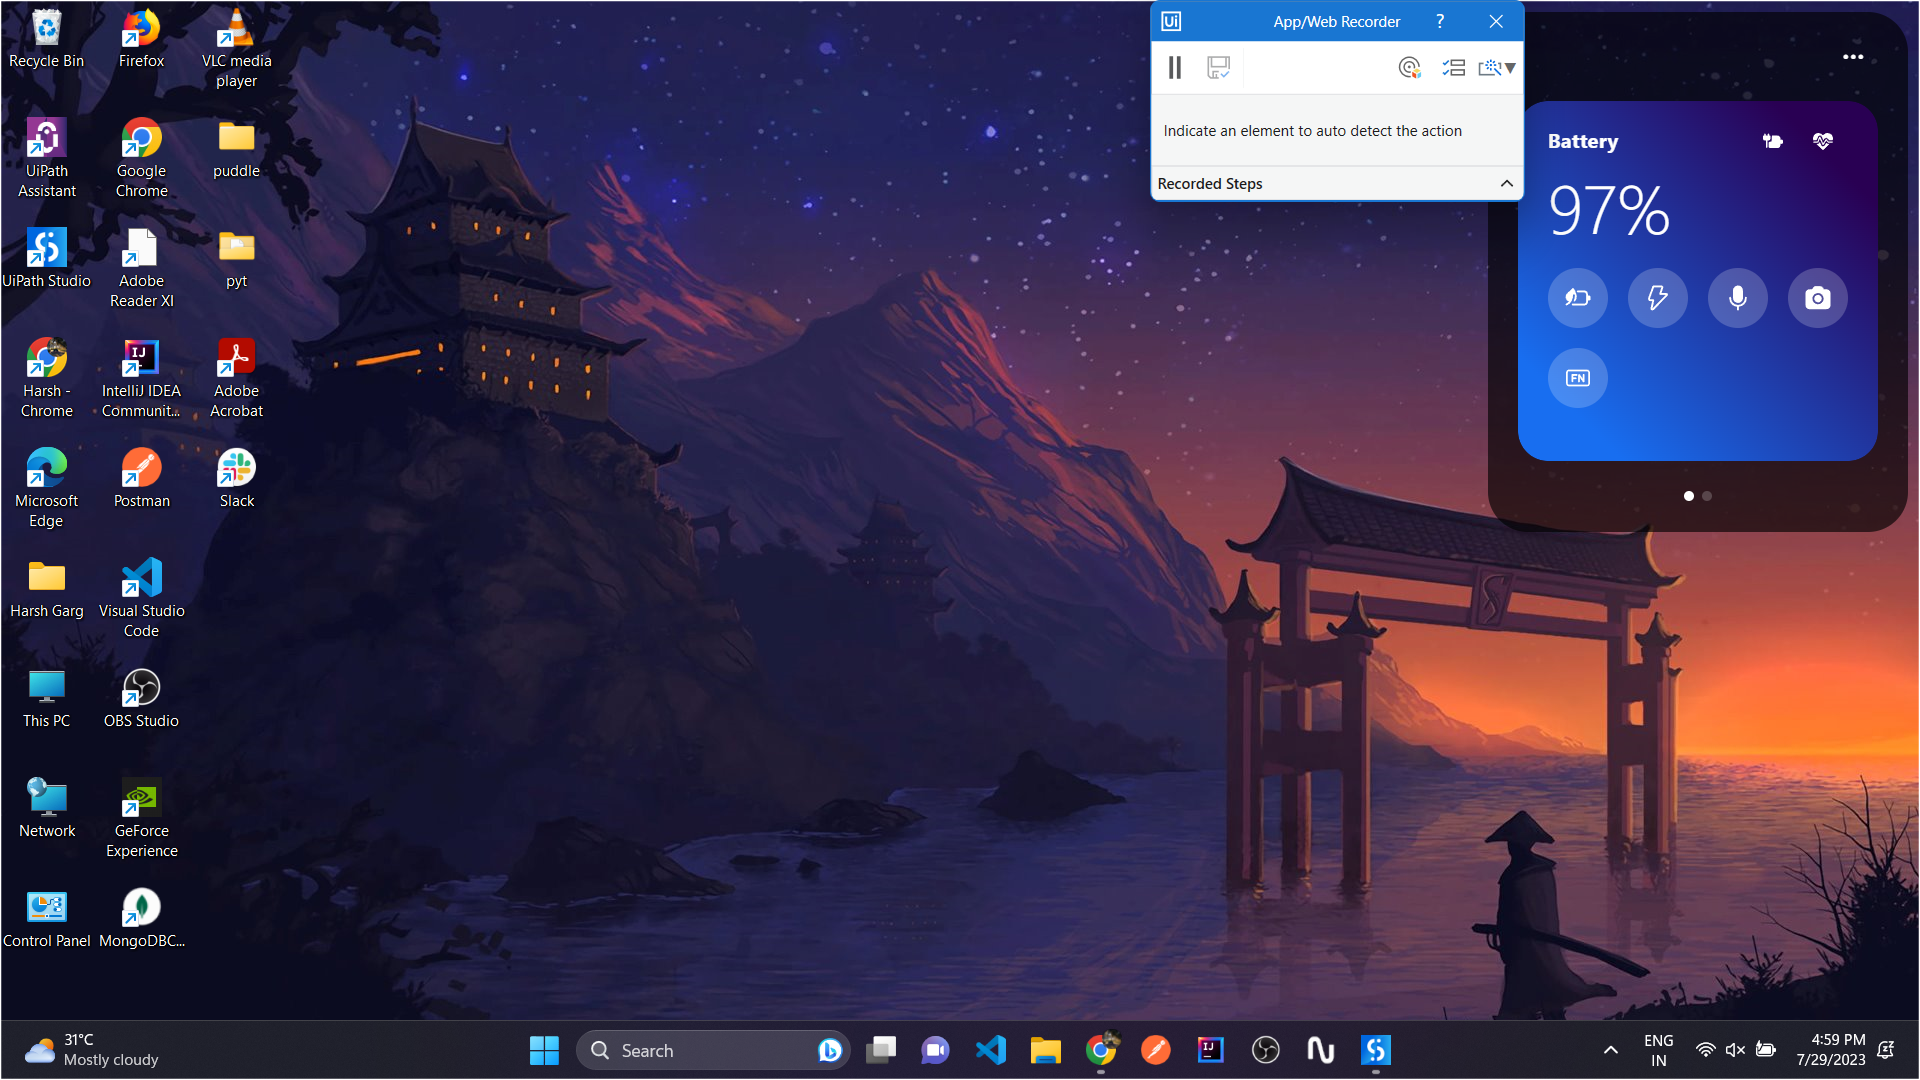 Recycle Bin
Firefox
VLC media
player
UiPath
Assistant
Google
Chrome
puddle
UiPath Studio
Adobe
Reader XI
pyt
Harsh -
Chrome
IntelliJ IDEA
Communit...
Adobe
Acrobat
Microsoft
Edge
Postman
Slack
Harsh Garg
Visual Studio
Code
This PC
OBS Studio
Network
GeForce
Experience
Control Panel
MongoDBC...
Ui App/Web Recorder ?
Indicate an element to auto detect the action
Recorded Steps
Battery
97%
FN
31°C
Mostly cloudy
Search
IJ
ENG
IN
4:59 PM
7/29/2023